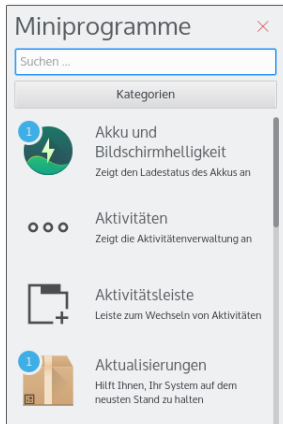 Miniprogramme
Suchen ...
Kategorien
1
Akku und
Bildschirmhelligkeit
Zeigt den Ladestatus des Akkus an
Aktivitäten
Zeigt die Aktivitätenverwaltung an
Aktivitätsleiste
Leiste zum Wechseln von Aktivitäten
1
Aktualisierungen
Hilft Ihnen, Ihr System auf dem
neusten Stand zu halten